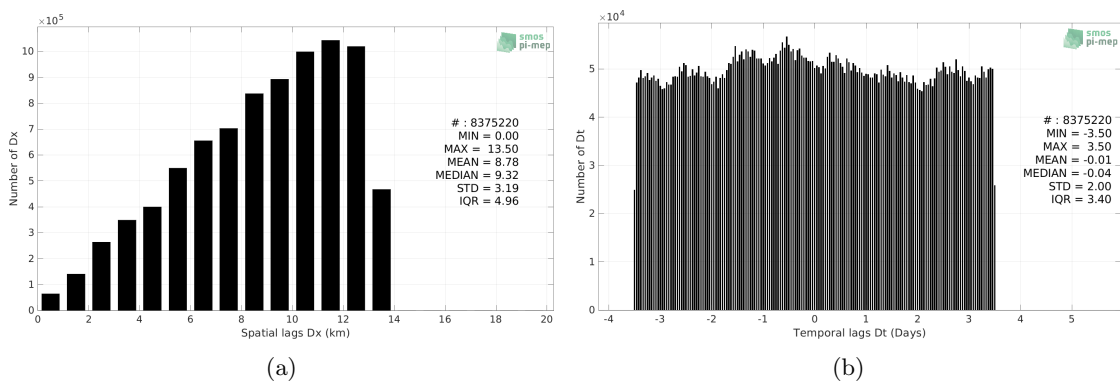 ×10⁵
10
9
8
7
6
5
4
3
2
1
0
Number of Dx
0 2 4 6 8 10 12 14 16 18 20
Spatial lags Dx (km)
smos
pi-mep
# : 8375220
MIN = 0.00
MAX = 13.50
MEAN = 8.78
MEDIAN = 9.32
STD = 3.19
IQR = 4.96
(a)
×10⁴
5
4
3
2
1
0
Number of Dt
-4 -3 -2 -1 0 1 2 3 4 5
Temporal lags Dt (Days)
smos
pi-mep
# : 8375220
MIN = -3.50
MAX = 3.50
MEAN = -0.01
MEDIAN = -0.04
STD = 2.00
IQR = 3.40
(b)